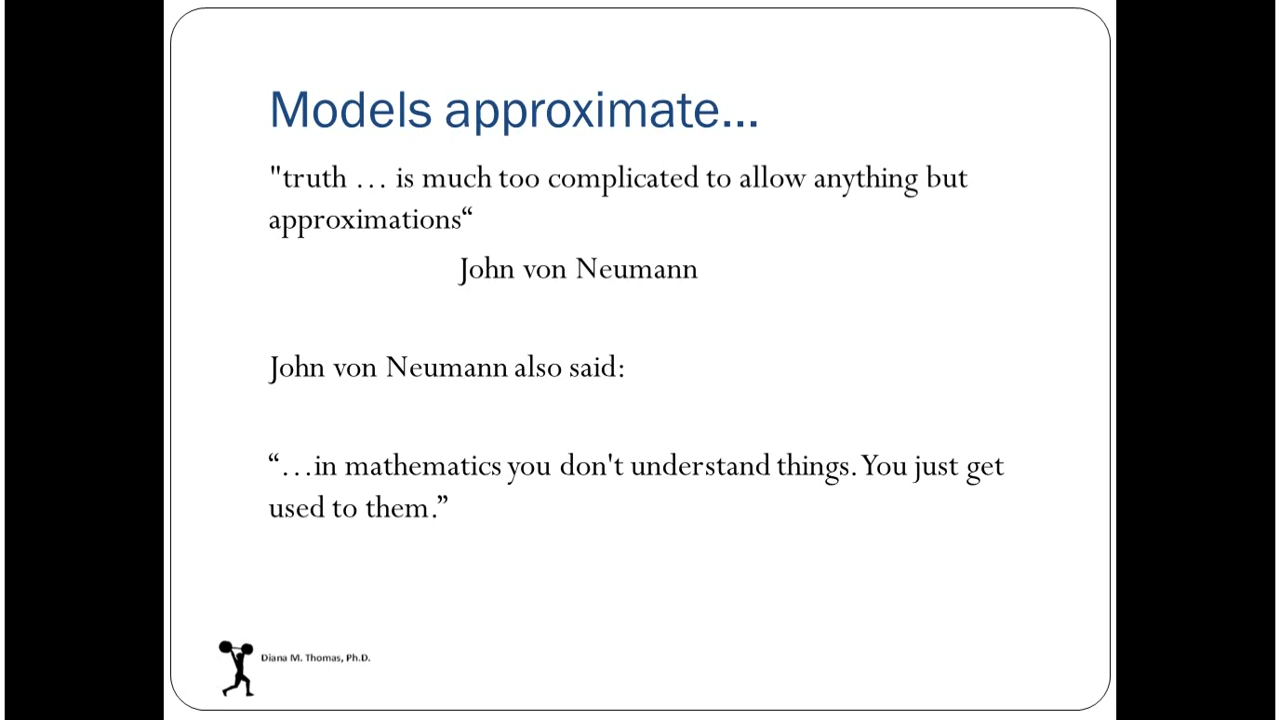 Models approximate...
"truth … is much too complicated to allow anything but
approximations“
John von Neumann
John von Neumann also said:
“…in mathematics you don't understand things. You just get
used to them.”
Diana M. Thomas, Ph.D.